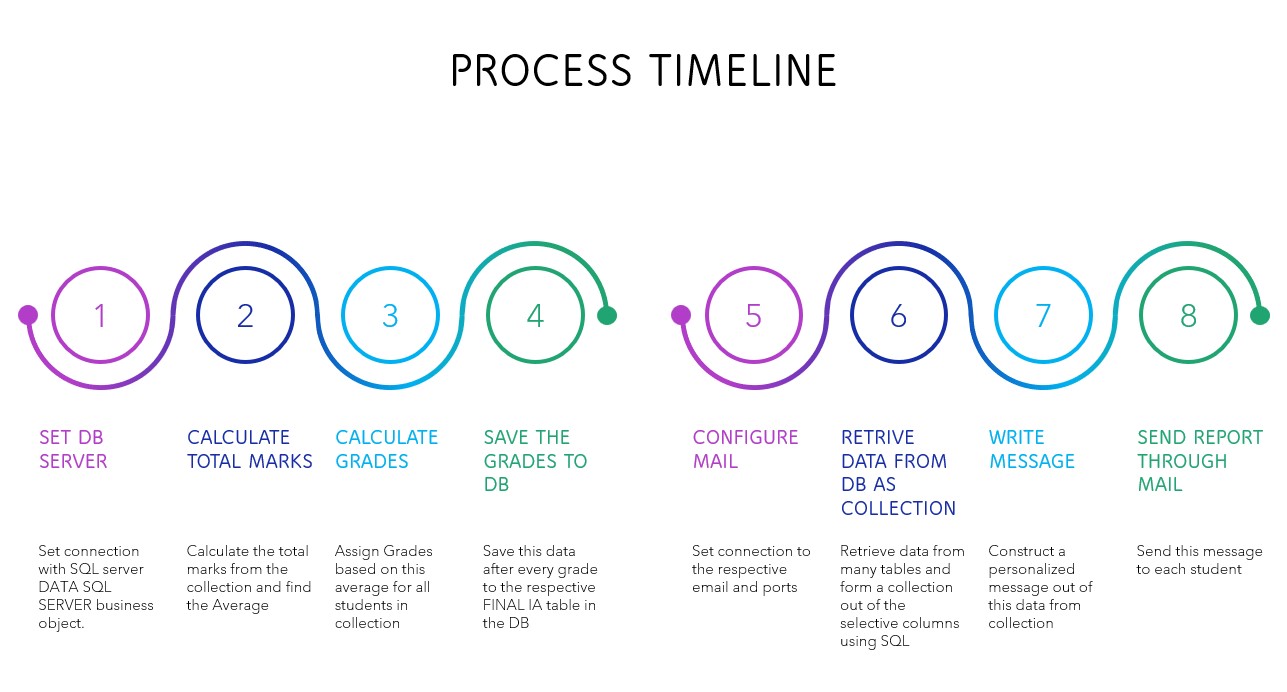 PROCESS TIMELINE
1
2
3
4
5
6
7
8
SET DB
SERVER
CALCULATE
TOTAL MARKS
CALCULATE
GRADES
SAVE THE
GRADES TO
DB
CONFIGURE
MAIL
RETRIVE
DATA FROM
DB AS
COLLECTION
WRITE
MESSAGE
SEND REPORT
THROUGH
MAIL
Set connection
with SQL server
DATA SQL
SERVER business
object.
Calculate the total
marks from the
collection and find
the Average
Assign Grades
based on this
average for all
students in
collection
Save this data
after every grade
to the respective
FINAL IA table in
the DB
Set connection to
the respective
email and ports
Retrieve data from
many tables and
form a collection
out of the
selective columns
using SQL
Construct a
personalized
message out of
this data from
collection
Send this message
to each student